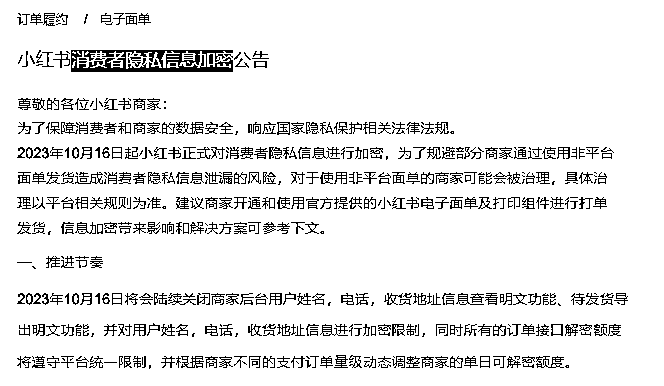 订单履约 / 电子面单
小红书消费者隐私信息加密公告
尊敬的各位小红书商家：
为了保障消费者和商家的数据安全，响应国家隐私保护相关法律法规。
2023年10月16日起小红书正式对消费者隐私信息进行加密，为了规避部分商家通过使用非平台
面单发货造成消费者隐私信息泄漏的风险，对于使用非平台面单的商家可能会被治理，具体治
理以平台相关规则为准。建议商家开通和使用官方提供的小红书电子面单及打印组件进行打单
发货，信息加密带来影响和解决方案可参考下文。
一、推进节奏
2023年10月16日将会陆续关闭商家后台用户姓名，电话，收货地址信息查看明文功能、待发货导
出明文功能，并对用户姓名，电话，收货地址信息进行加密限制，同时所有的订单接口解密额度
将遵守平台统一限制，并根据商家不同的支付订单量级动态调整商家的单日可解密额度。